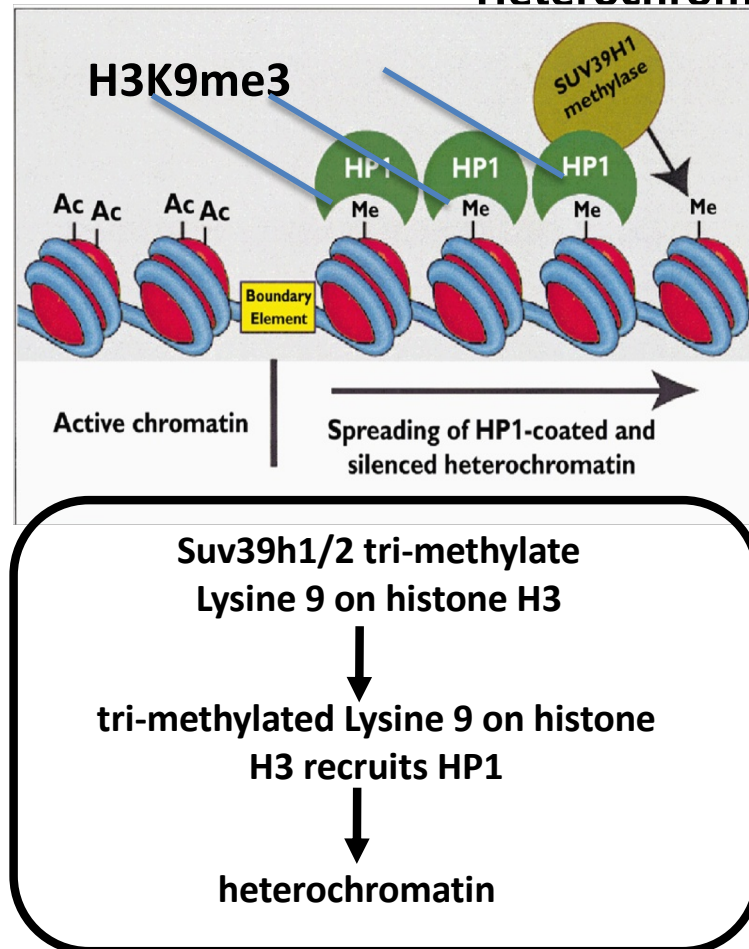 H3K9me3
SUV39H1
methylase
HP1 HP1 HP1
Ac Ac Ac Ac Me Me Me Me
Boundary
Element
Active chromatin
Spreading of HP1-coated and
silenced heterochromatin
Suv39h1/2 tri-methylate
Lysine 9 on histone H3
tri-methylated Lysine 9 on histone
H3 recruits HP1
heterochromatin